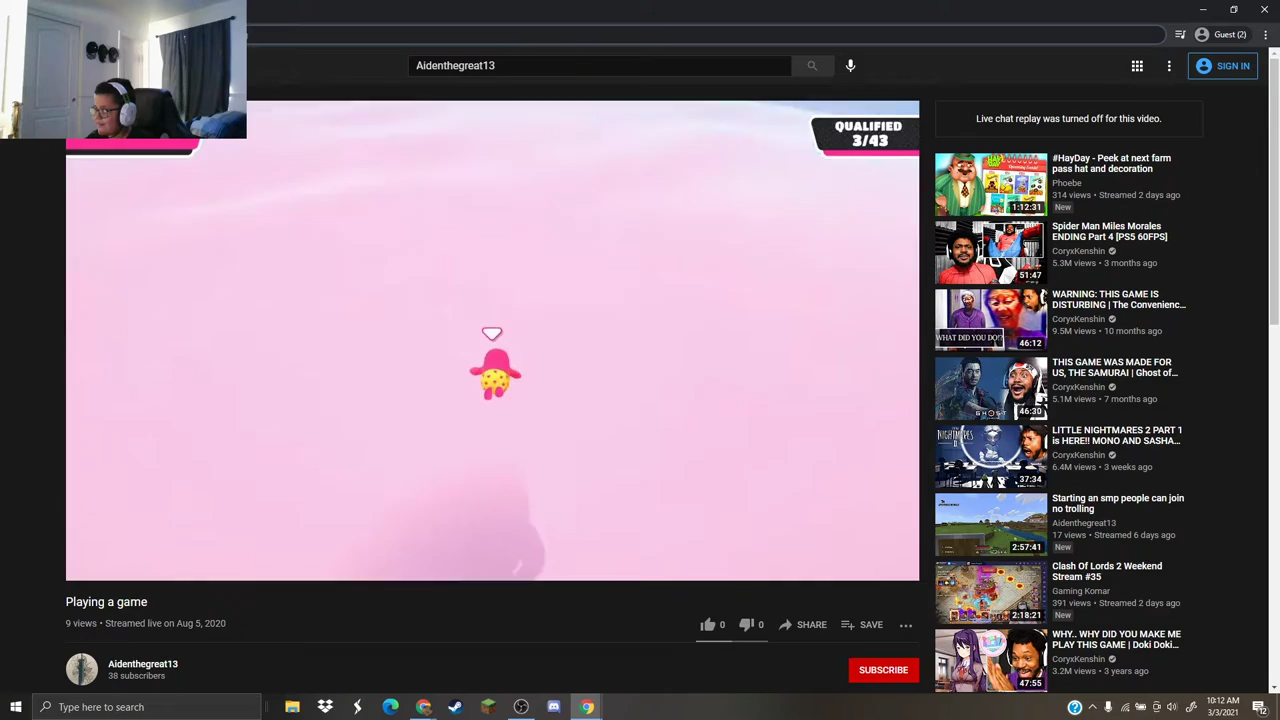 Guest (2)
Aidenthegreat13
SIGN IN
QUALIFIED
3/43
Live chat replay was turned off for this video.
#HayDay - Peek at next farm
pass hat and decoration
Phoebe
314 views • Streamed 2 days ago
New
1:12:31
Spider Man Miles Morales
ENDING Part 4 [PS5 60FPS]
CoryxKenshin
5.3M views • 3 months ago
51:47
WARNING: THIS GAME IS
DISTURBING | The Convenienc...
CoryxKenshin
9.5M views • 10 months ago
WHAT DID YOU DO!?
46:12
THIS GAME WAS MADE FOR
US, THE SAMURAI | Ghost of...
CoryxKenshin
5.1M views • 7 months ago
GHOST
46:30
LITTLE NIGHTMARES 2 PART 1
is HERE!! MONO AND SASHA...
CoryxKenshin
6.4M views • 3 weeks ago
37:34
Starting an smp people can join
no trolling
Aidenthegreat13
17 views • Streamed 6 days ago
New
2:57:41
Clash Of Lords 2 Weekend
Stream #35
Gaming Komar
391 views • Streamed 2 days ago
New
2:18:21
WHY.. WHY DID YOU MAKE ME
PLAY THIS GAME | Doki Doki...
CoryxKenshin
3.2M views • 3 years ago
47:55
Playing a game
9 views • Streamed live on Aug 5, 2020
0
0
SHARE
SAVE
Aidenthegreat13
38 subscribers
SUBSCRIBE
Type here to search
10:12 AM
3/3/2021
12